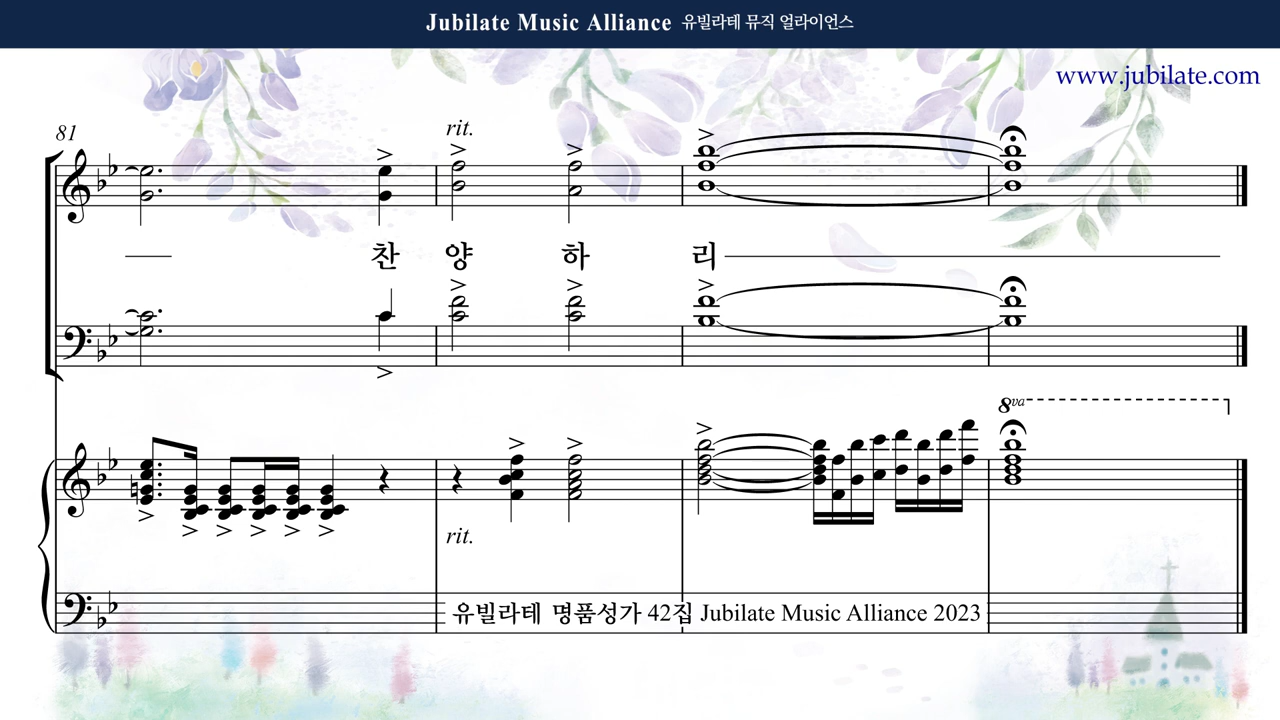 Jubilate Music Alliance 유빌라테 뮤직 얼라이언스
www.jubilate.com
81
rit.
찬 양 하 리
8va
rit.
유빌라테 명품성가 42집 Jubilate Music Alliance 2023